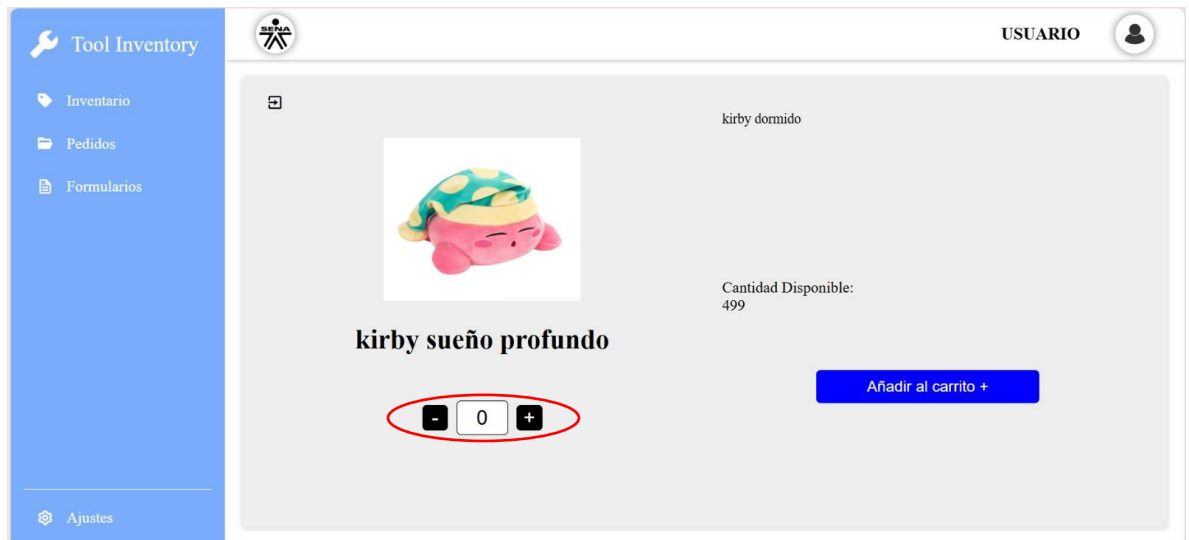 Tool Inventory
SENA
USUARIO
Inventario
Pedidos
Formularios
Ajustes
kirby dormido
kirby sueño profundo
- 0 +
Cantidad Disponible:
499
Añadir al carrito +